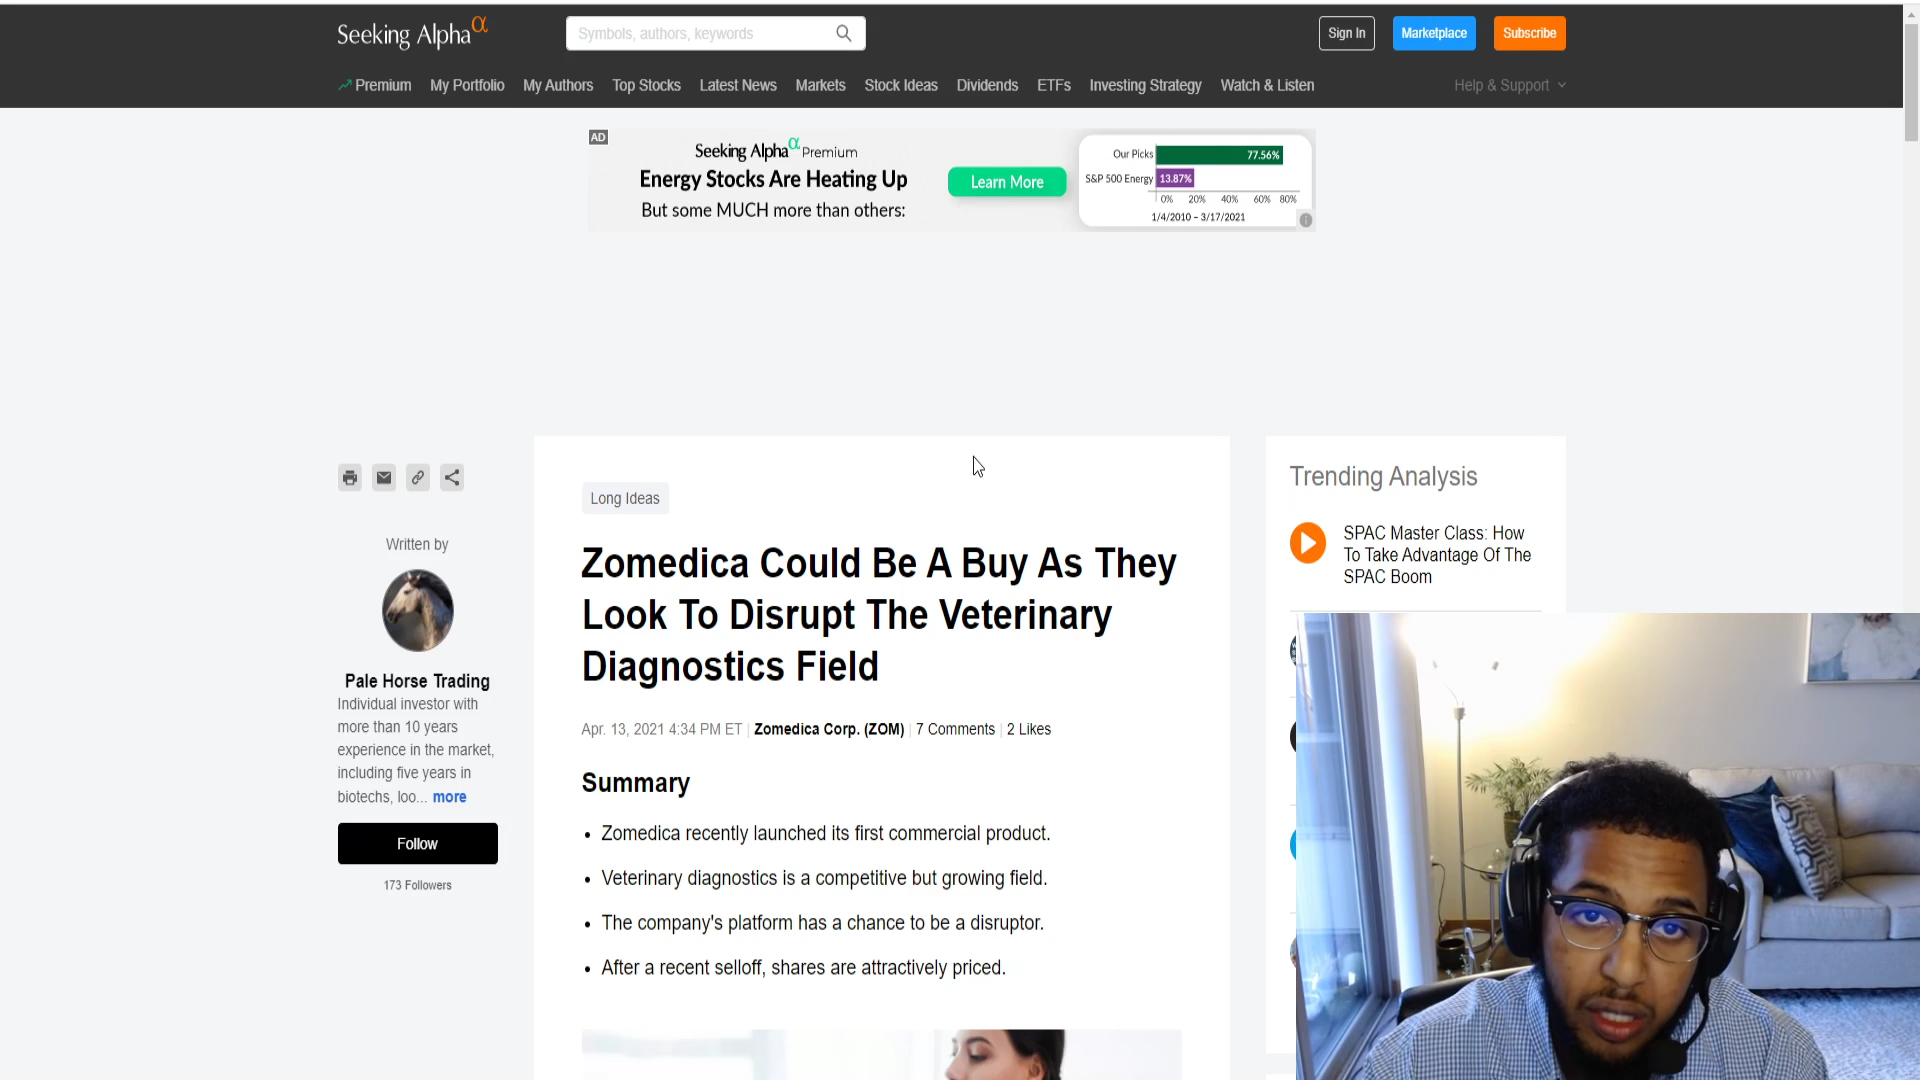 Seeking Alpha α
Symbols, authors, keywords
Sign In
Marketplace
Subscribe
Premium My Portfolio My Authors Top Stocks Latest News Markets Stock Ideas Dividends ETFs Investing Strategy Watch & Listen Help & Support
AD
Seeking Alpha α Premium
Energy Stocks Are Heating Up
But some MUCH more than others:
Learn More
Our Picks 77.56%
S&P 500 Energy 13.87%
0% 20% 40% 60% 80%
1/4/2010 – 3/17/2021
Written by
Pale Horse Trading
Individual investor with
more than 10 years
experience in the market,
including five years in
biotechs, loo... more
Follow
173 Followers
Long Ideas
Zomedica Could Be A Buy As They
Look To Disrupt The Veterinary
Diagnostics Field
Apr. 13, 2021 4:34 PM ET | Zomedica Corp. (ZOM) | 7 Comments | 2 Likes
Summary
• Zomedica recently launched its first commercial product.
• Veterinary diagnostics is a competitive but growing field.
• The company's platform has a chance to be a disruptor.
• After a recent selloff, shares are attractively priced.
Trending Analysis
SPAC Master Class: How
To Take Advantage Of The
SPAC Boom